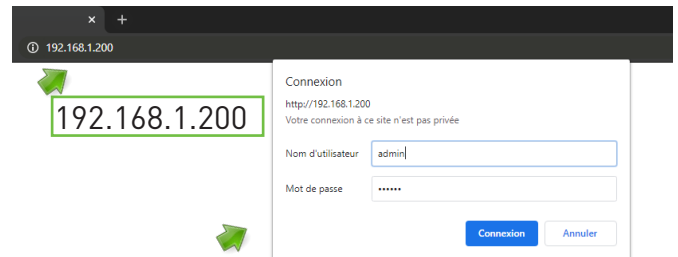 × +
192.168.1.200
192.168.1.200
Connexion
http://192.168.1.200
Votre connexion à ce site n'est pas privée
Nom d'utilisateur admin
Mot de passe ••••••
Connexion Annuler